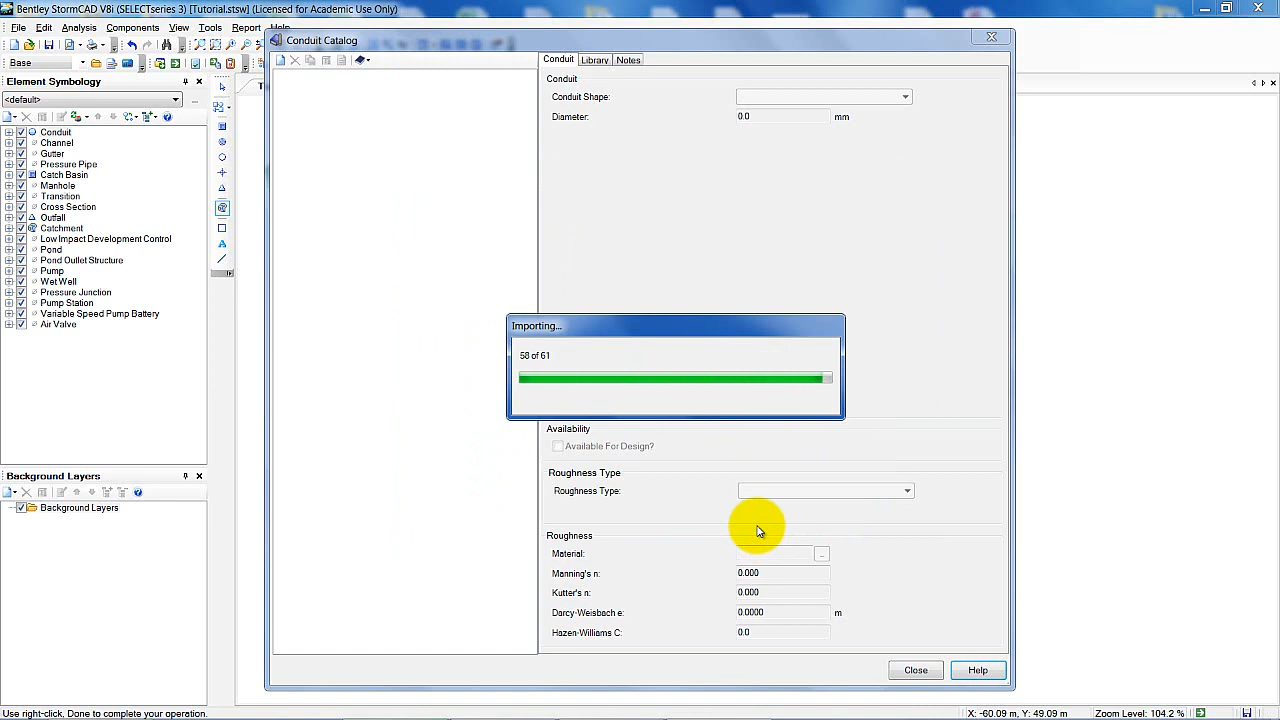 Bentley StormCAD V8i (SELECTseries 3) [Tutorial.stsw] (Licensed for Academic Use Only)
File Edit Analysis Components View Tools Report Help
Base
Element Symbology
<default>
Conduit
Channel
Gutter
Pressure Pipe
Catch Basin
Manhole
Transition
Cross Section
Outfall
Catchment
Low Impact Development Control
Pond
Pond Outlet Structure
Pump
Wet Well
Pressure Junction
Pump Station
Variable Speed Pump Battery
Air Valve
Background Layers
Background Layers
Conduit Catalog
Conduit Library Notes
Conduit
Conduit Shape:
Diameter: 0.0 mm
Importing...
58 of 61
Availability
Available For Design?
Roughness Type
Roughness Type:
Roughness
Material: ...
Manning's n: 0.000
Kutter's n: 0.000
Darcy-Weisbach e: 0.0000 m
Hazen-Williams C: 0.0
Close Help
Use right-click, Done to complete your operation.
X: -60.09 m, Y: 49.09 m Zoom Level: 104.2 %